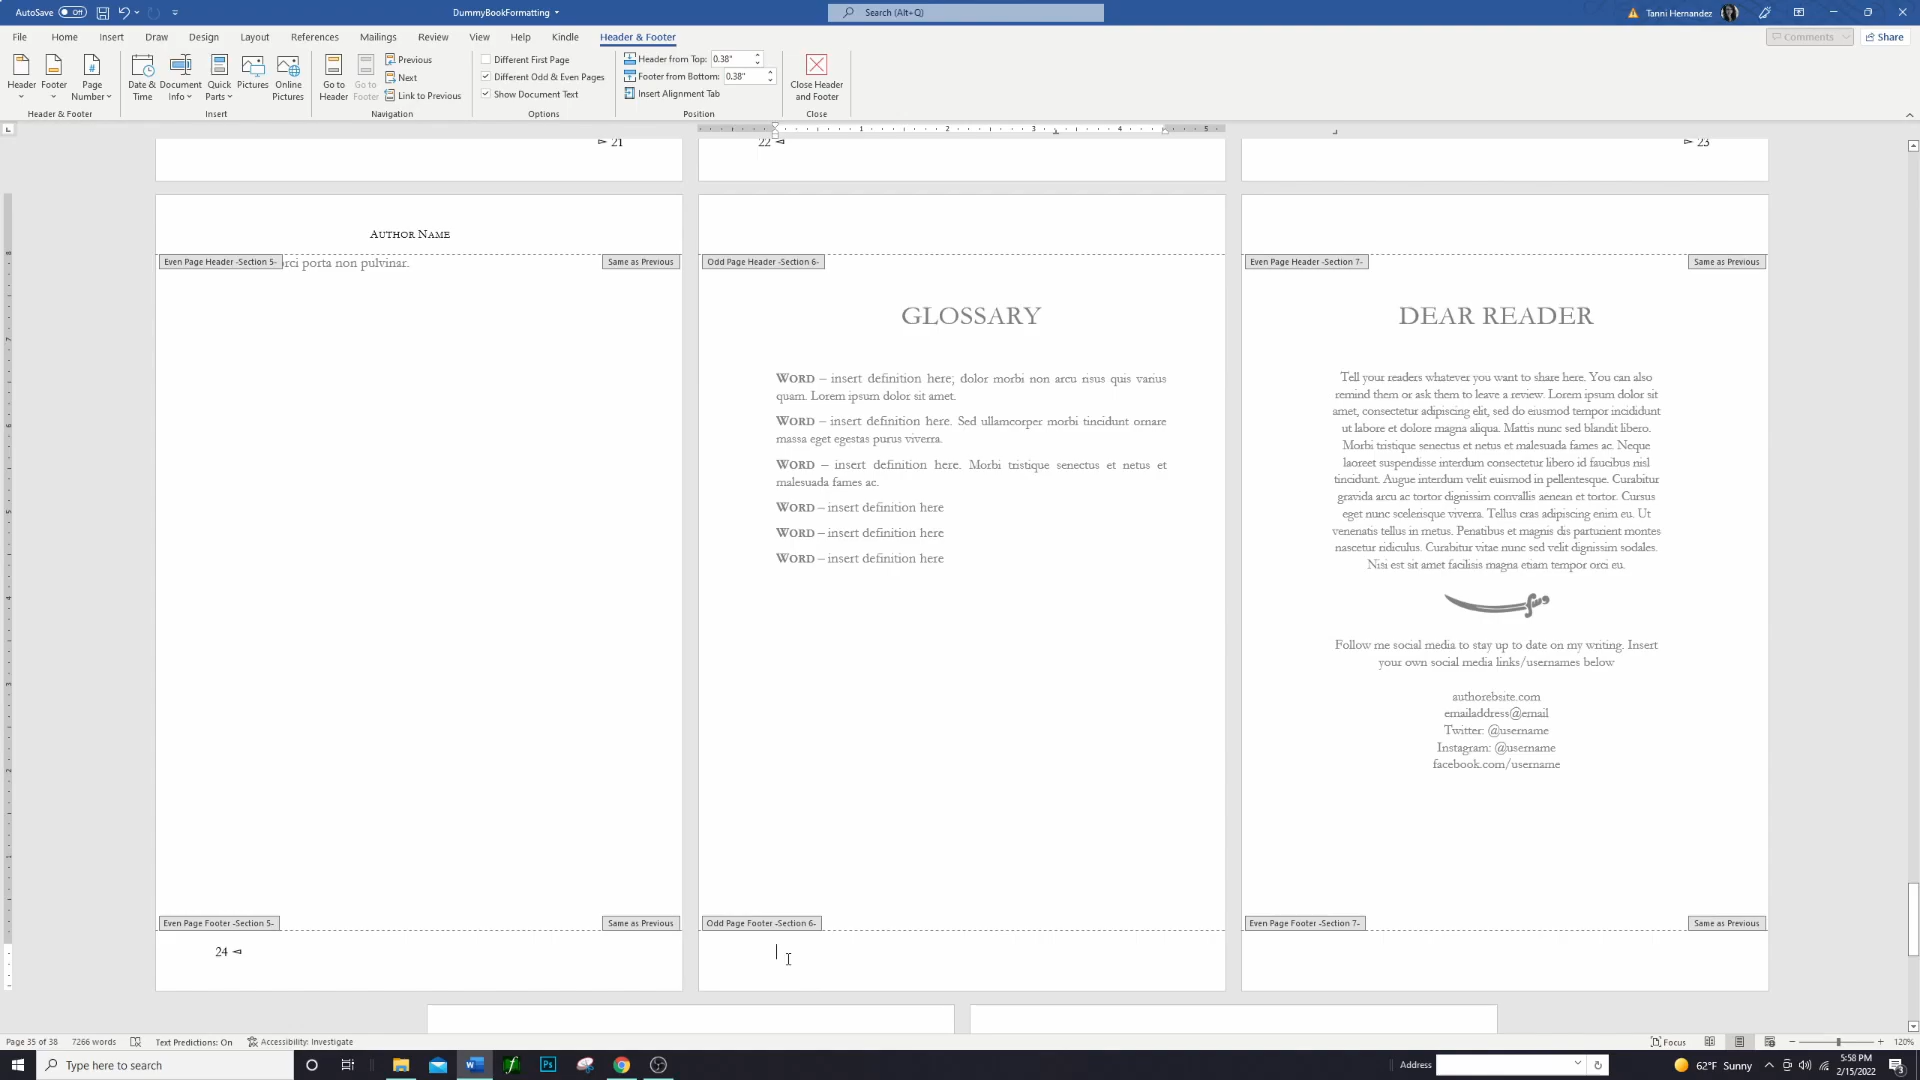 AutoSave Off
DummyBookFormatting
Search (Alt+Q)
Tanni Hernandez
File Home Insert Draw Design Layout References Mailings Review View Help Kindle Header & Footer
Comments
Share
Header
Footer
Page Number
Header & Footer
Date & Time
Document Info
Quick Parts
Pictures
Online Pictures
Insert
Go to Header
Go to Footer
Previous
Next
Link to Previous
Navigation
Different First Page
Different Odd & Even Pages
Show Document Text
Options
Header from Top: 0.38"
Footer from Bottom: 0.38"
Insert Alignment Tab
Position
Close Header and Footer
Close
1 2 3 4 5
21
22
23
Author Name
Even Page Header -Section 5-
orci porta non pulvinar.
Same as Previous
Even Page Footer -Section 5-
Same as Previous
24
Odd Page Header -Section 6-
GLOSSARY
Word – insert definition here; dolor morbi non arcu risus quis varius
quam. Lorem ipsum dolor sit amet.
Word – insert definition here. Sed ullamcorper morbi tincidunt ornare
massa eget egestas purus viverra.
Word – insert definition here. Morbi tristique senectus et netus et
malesuada fames ac.
Word – insert definition here
Word – insert definition here
Word – insert definition here
Odd Page Footer -Section 6-
Even Page Header -Section 7-
Same as Previous
DEAR READER
Tell your readers whatever you want to share here. You can also
remind them or ask them to leave a review. Lorem ipsum dolor sit
amet, consectetur adipiscing elit, sed do eiusmod tempor incididunt
ut labore et dolore magna aliqua. Mattis nunc sed blandit libero.
Morbi tristique senectus et netus et malesuada fames ac. Neque
laoreet suspendisse interdum consectetur libero id faucibus nisl
tincidunt. Augue interdum velit euismod in pellentesque. Curabitur
gravida arcu ac tortor dignissim convallis aenean et tortor. Cursus
eget nunc scelerisque viverra. Tellus cras adipiscing enim eu. Ut
venenatis tellus in metus. Penatibus et magnis dis parturient montes
nascetur ridiculus. Curabitur vitae nunc sed velit dignissim sodales.
Nisi est sit amet facilisis magna etiam tempor orci eu.
Follow me social media to stay up to date on my writing. Insert
your own social media links/usernames below
authorebsite.com
emailaddress@email
Twitter: @username
Instagram: @username
facebook.com/username
Even Page Footer -Section 7-
Same as Previous
Page 35 of 38
7266 words
Text Predictions: On
Accessibility: Investigate
Focus
120%
Type here to search
Address
62°F Sunny
5:58 PM
2/15/2022